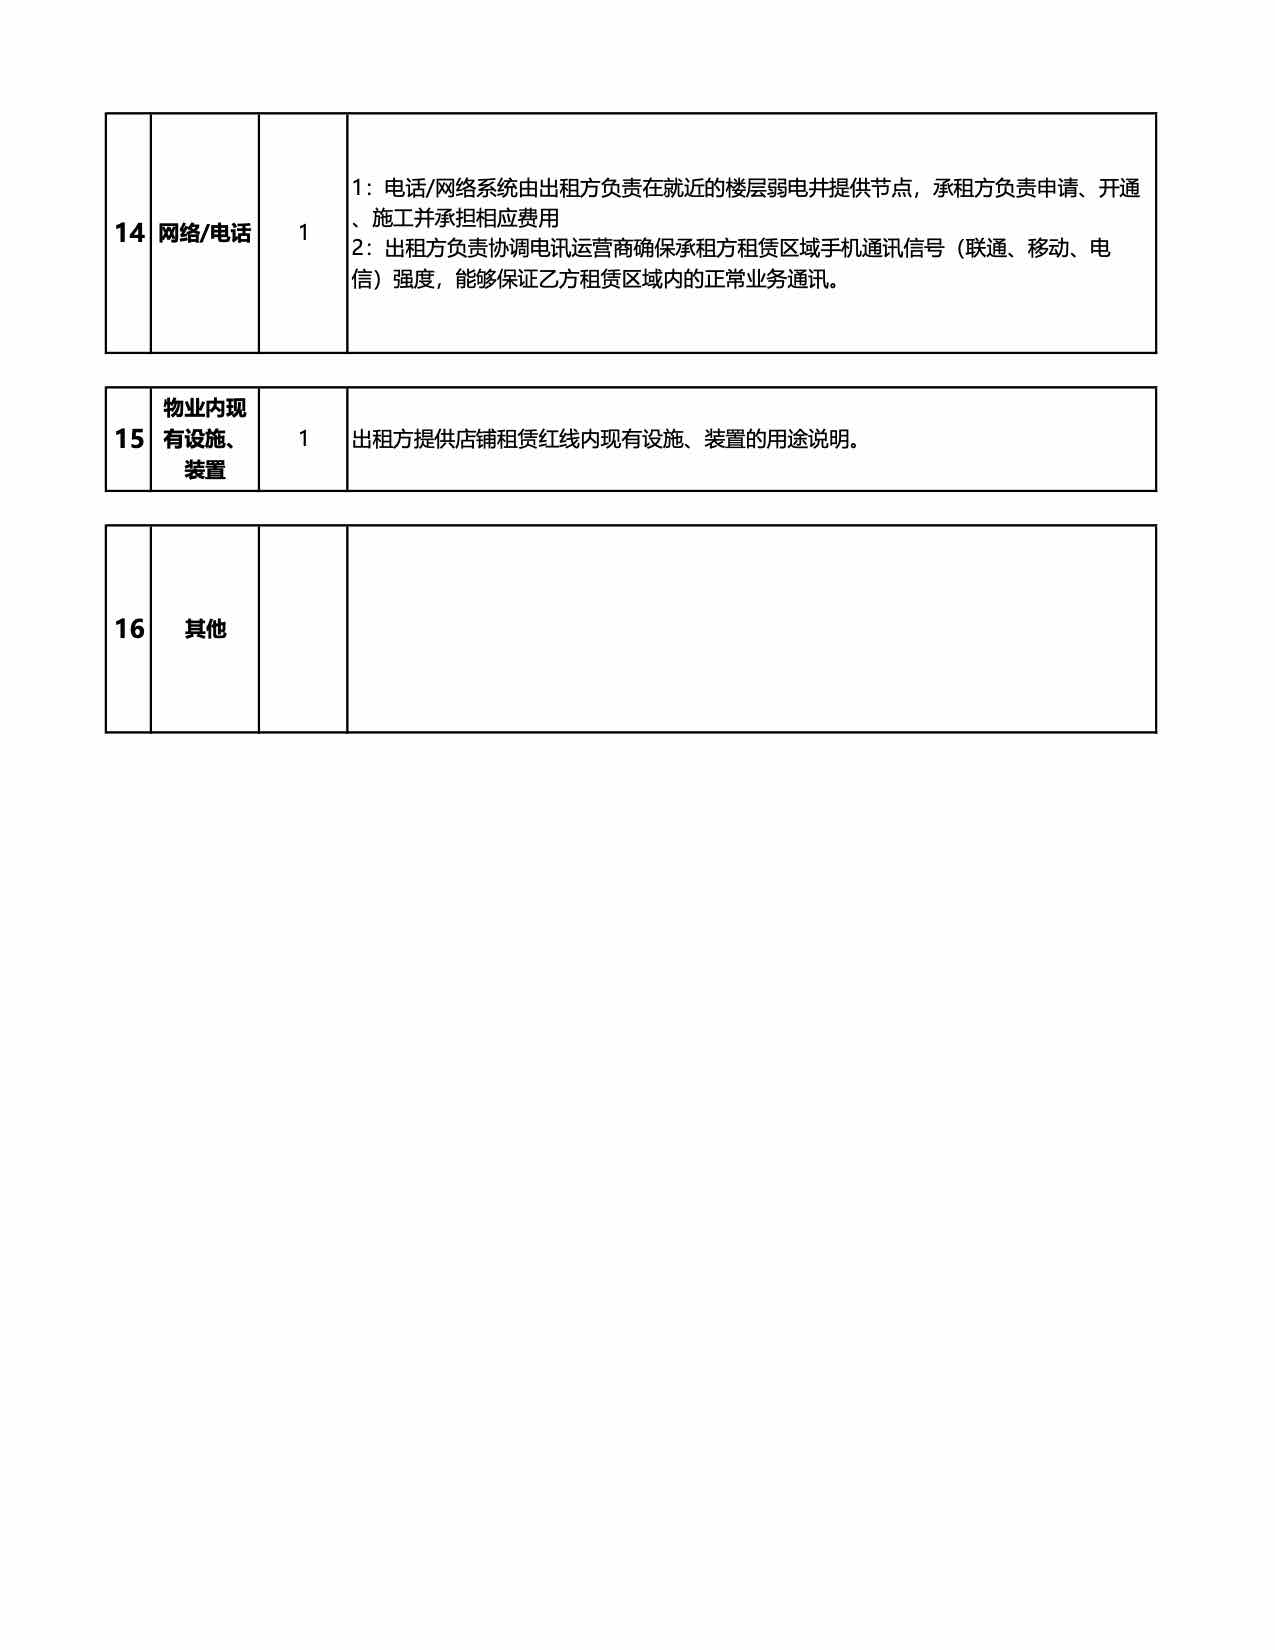 14
网络/电话
1
1：电话/网络系统由出租方负责在就近的楼层弱电井提供节点，承租方负责申请、开通
、施工并承担相应费用
2：出租方负责协调电讯运营商确保承租方租赁区域手机通讯信号（联通、移动、电
信）强度，能够保证乙方租赁区域内的正常业务通讯。
15
物业内现
有设施、
装置
1
出租方提供店铺租赁红线内现有设施、装置的用途说明。
16
其他